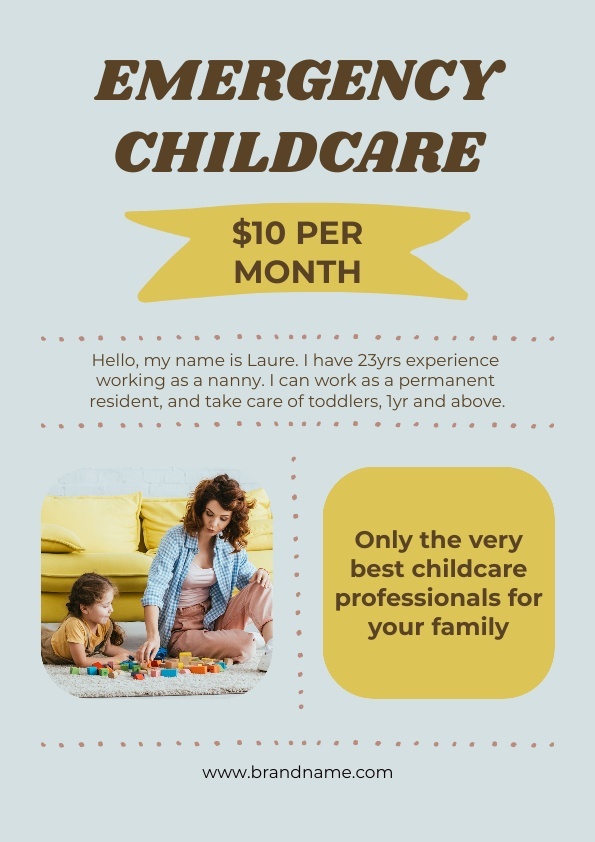 EMERGENCY
CHILDCARE
$10 PER
MONTH
Hello, my name is Laure. I have 23yrs experience
working as a nanny. I can work as a permanent
resident, and take care of toddlers, 1yr and above.
Only the very
best childcare
professionals for
your family
www.brandname.com